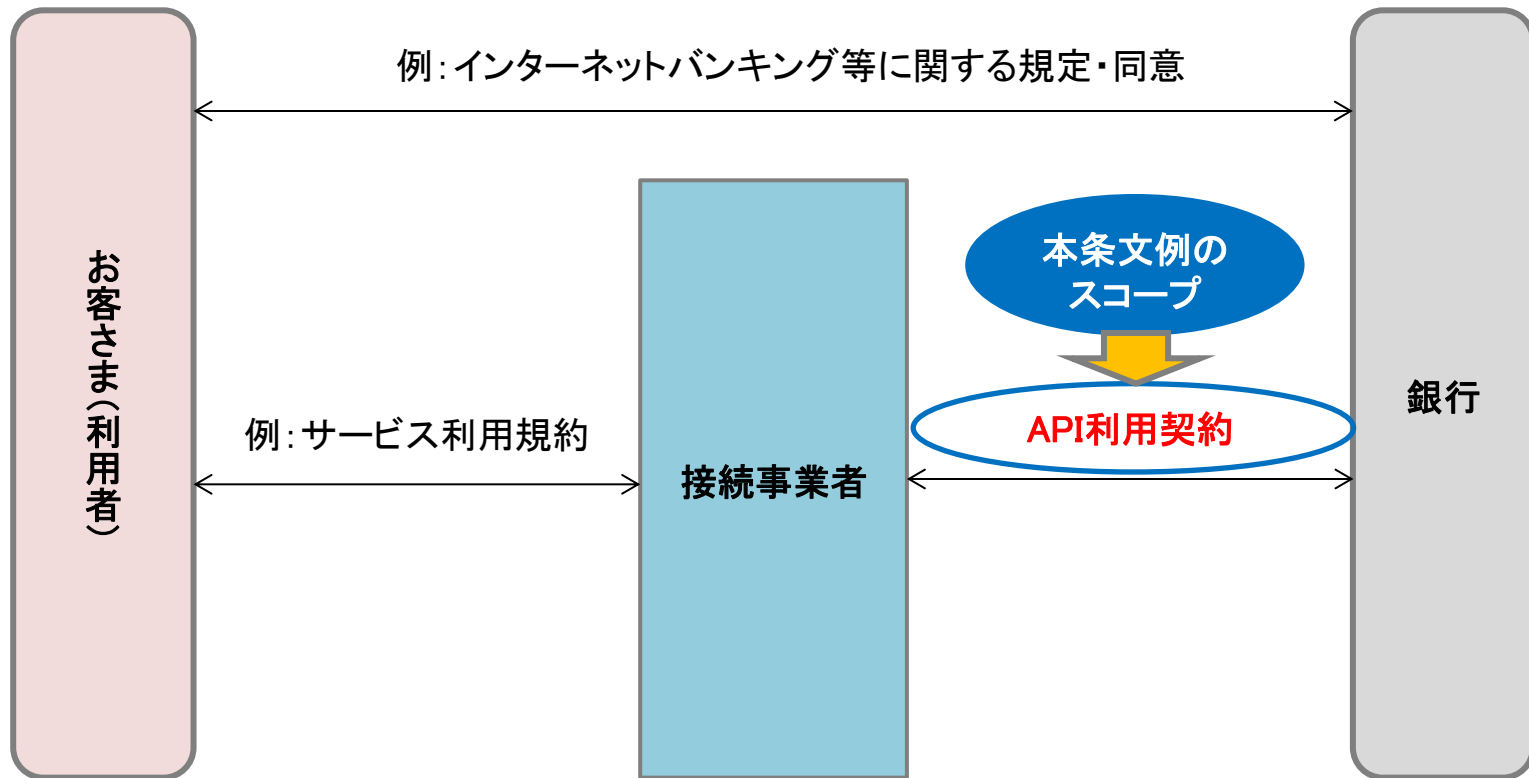 例：インターネットバンキング等に関する規定・同意
お客さま（利用者）
本条文例の
スコープ
API利用契約
銀行
例：サービス利用規約
接続事業者